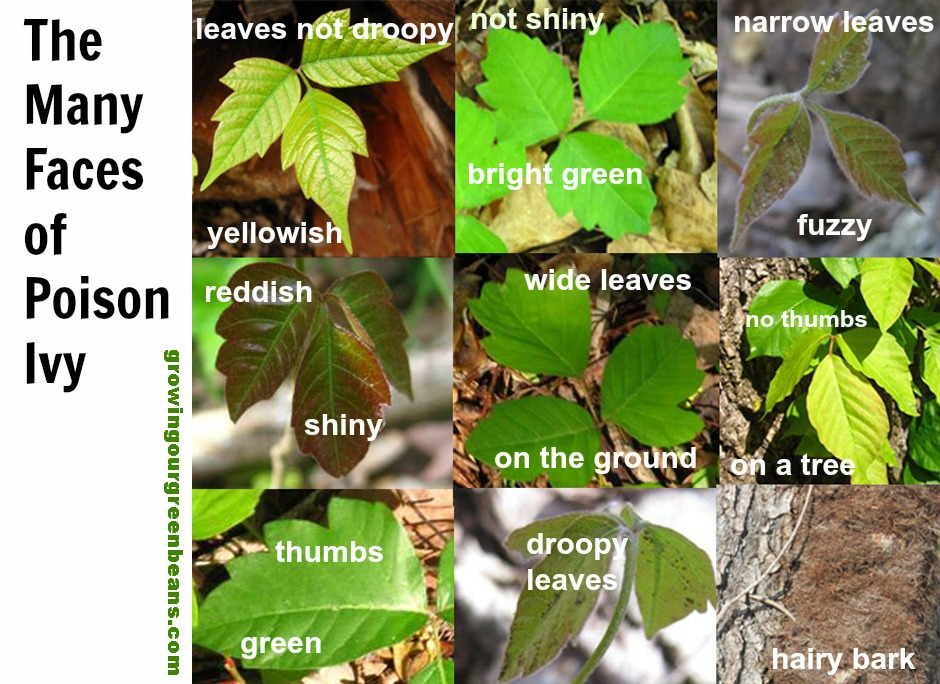 The
Many
Faces
of
Poison
Ivy
growingourgreenbeans.com
leaves not droopy
yellowish
not shiny
bright green
narrow leaves
fuzzy
reddish
shiny
wide leaves
on the ground
no thumbs
on a tree
thumbs
green
droopy
leaves
hairy bark